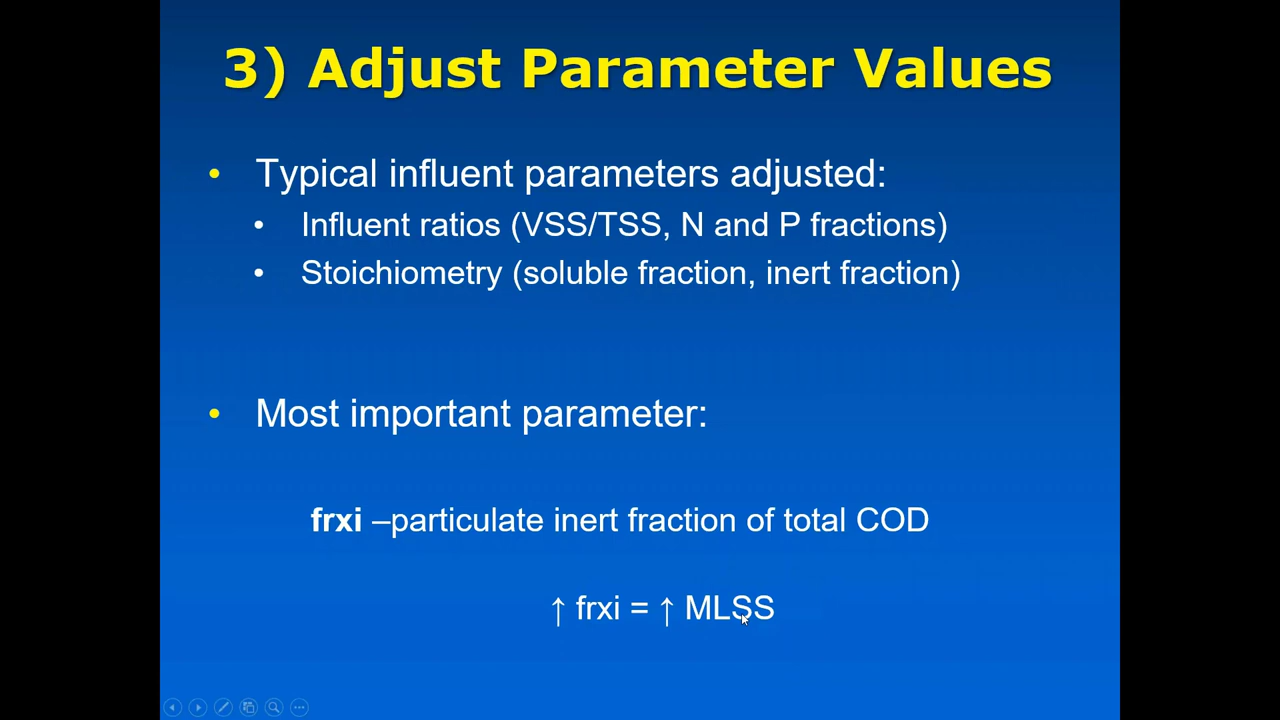 3) Adjust Parameter Values
• Typical influent parameters adjusted:
• Influent ratios (VSS/TSS, N and P fractions)
• Stoichiometry (soluble fraction, inert fraction)
• Most important parameter:
frxi –particulate inert fraction of total COD
↑ frxi = ↑ MLSS